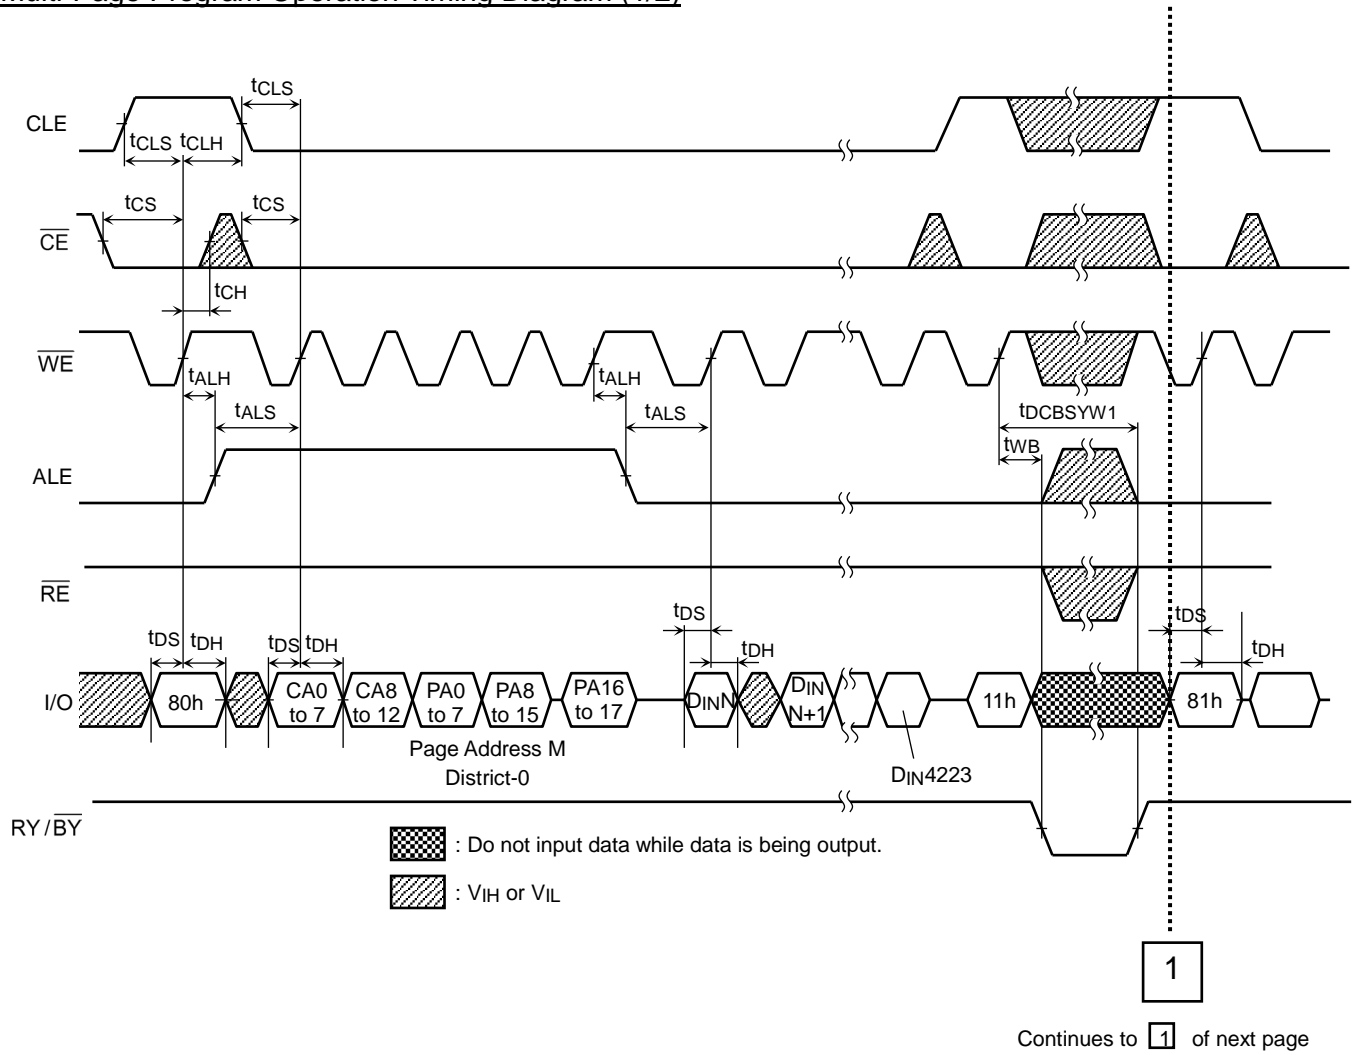 Multi-Page Program Operation Timing Diagram (1/2)
tCLS
CLE
tCLS tCLH
tCS tCS
CE
tCH
WE
tALH tALH
tALS tALS tDCBSYW1
tWB
ALE
RE
tDS tDH tDS tDH tDS tDH tDS tDH
I/O 80h CA0 to 7 CA8 to 12 PA0 to 7 PA8 to 15 PA16 to 17 DINN DIN N+1 11h 81h
Page Address M
District-0
DIN4223
RY/BY
: Do not input data while data is being output.
: VIH or VIL
1
Continues to 1 of next page